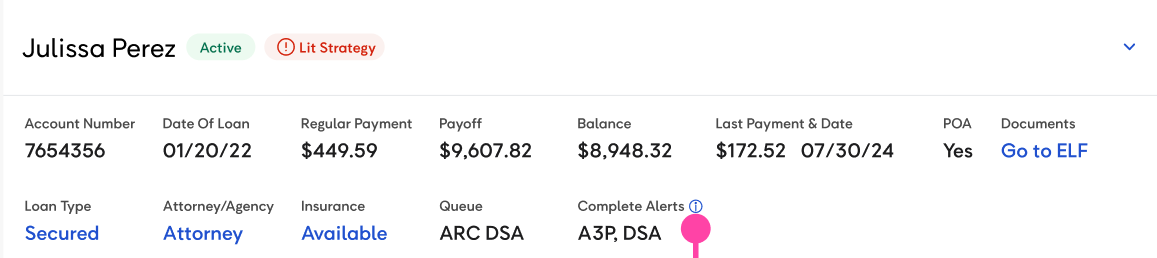 Julissa Perez Active Lit Strategy
Account Number Date Of Loan Regular Payment Payoff Balance Last Payment & Date POA Documents
7654356 01/20/22 $449.59 $9,607.82 $8,948.32 $172.52 07/30/24 Yes Go to ELF
Loan Type Attorney/Agency Insurance Queue Complete Alerts
Secured Attorney Available ARC DSA A3P, DSA